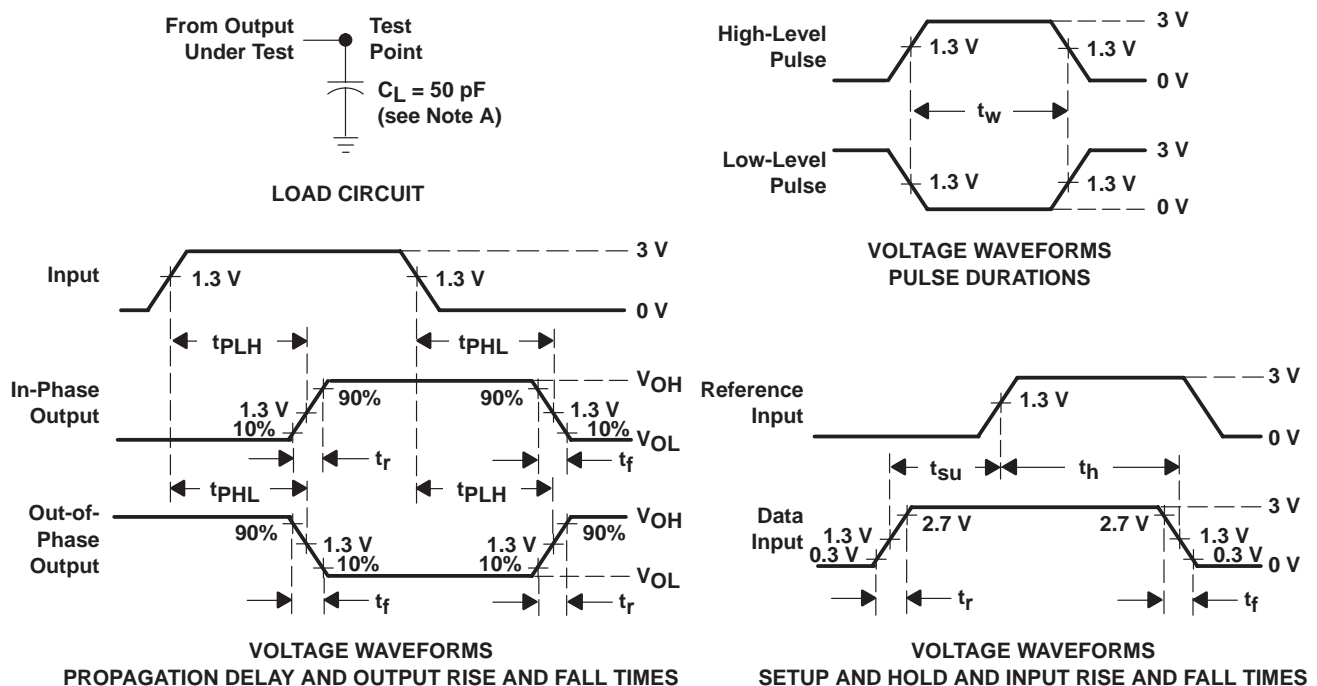 From Output
Under Test
Test
Point
CL = 50 pF
(see Note A)
LOAD CIRCUIT
High-Level
Pulse
1.3 V
1.3 V
3 V
0 V
tw
Low-Level
Pulse
1.3 V
1.3 V
3 V
0 V
VOLTAGE WAVEFORMS
PULSE DURATIONS
Input
1.3 V
1.3 V
3 V
0 V
tPLH
tPHL
In-Phase
Output
1.3 V
10%
90%
90%
1.3 V
10%
VOH
VOL
tr
tf
tPHL
tPLH
Out-of-
Phase
Output
90%
1.3 V
10%
1.3 V
10%
90%
VOH
VOL
tf
tr
VOLTAGE WAVEFORMS
PROPAGATION DELAY AND OUTPUT RISE AND FALL TIMES
Reference
Input
1.3 V
3 V
0 V
tsu
th
Data
Input
1.3 V
0.3 V
2.7 V
2.7 V
1.3 V
0.3 V
3 V
0 V
tr
tf
VOLTAGE WAVEFORMS
SETUP AND HOLD AND INPUT RISE AND FALL TIMES